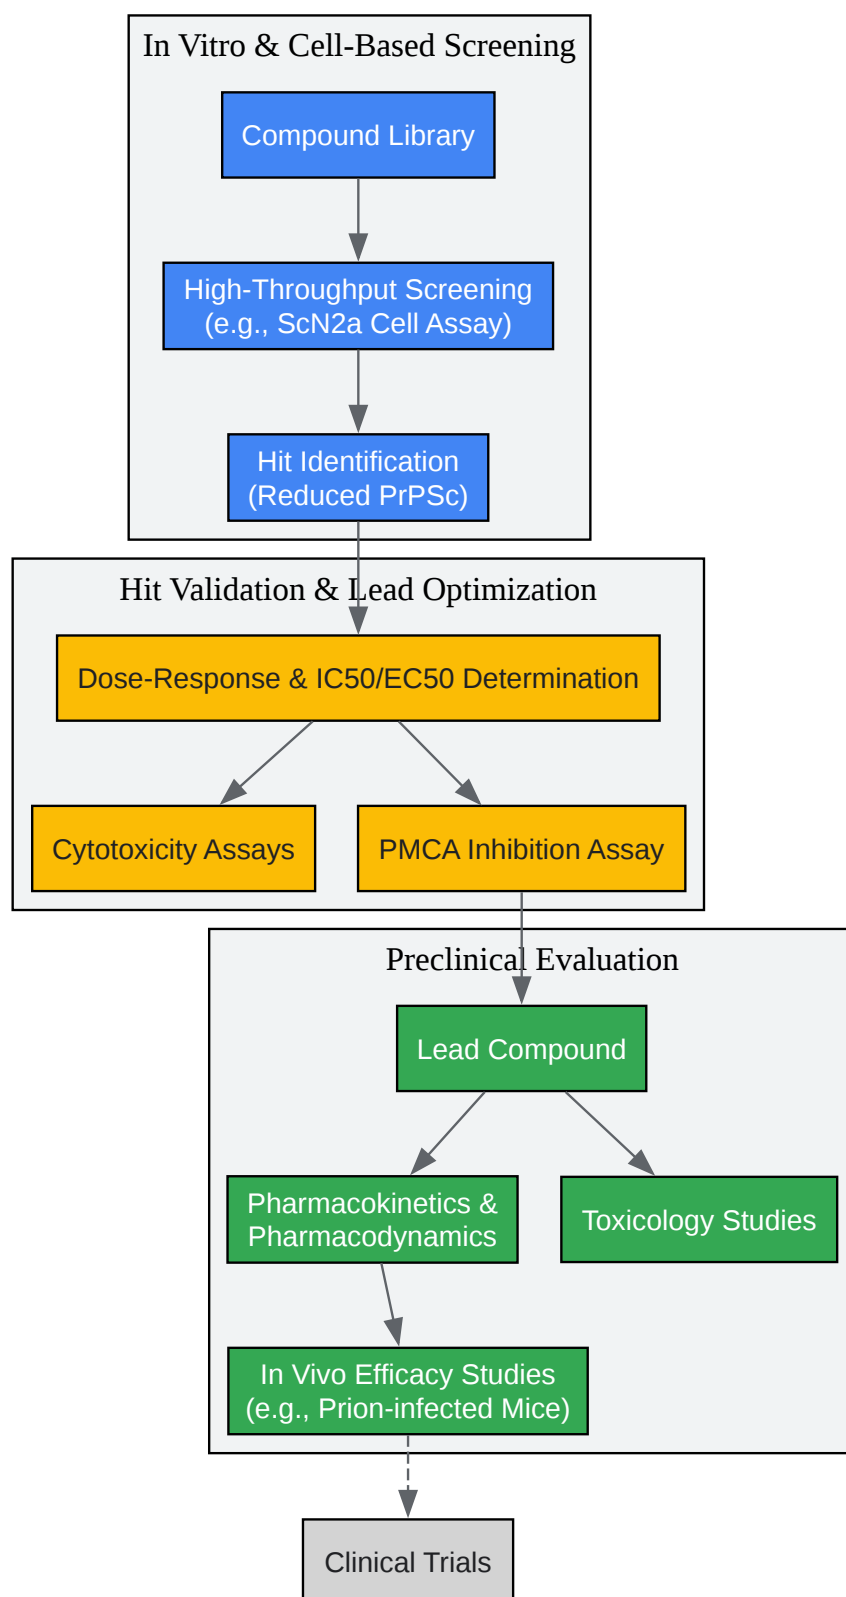 In Vitro & Cell-Based Screening
Compound Library
High-Throughput Screening
(e.g., ScN2a Cell Assay)
Hit Identification
(Reduced PrPSc)
Hit Validation & Lead Optimization
Dose-Response & IC50/EC50 Determination
Cytotoxicity Assays
PMCA Inhibition Assay
Preclinical Evaluation
Lead Compound
Pharmacokinetics &
Pharmacodynamics
Toxicology Studies
In Vivo Efficacy Studies
(e.g., Prion-infected Mice)
Clinical Trials